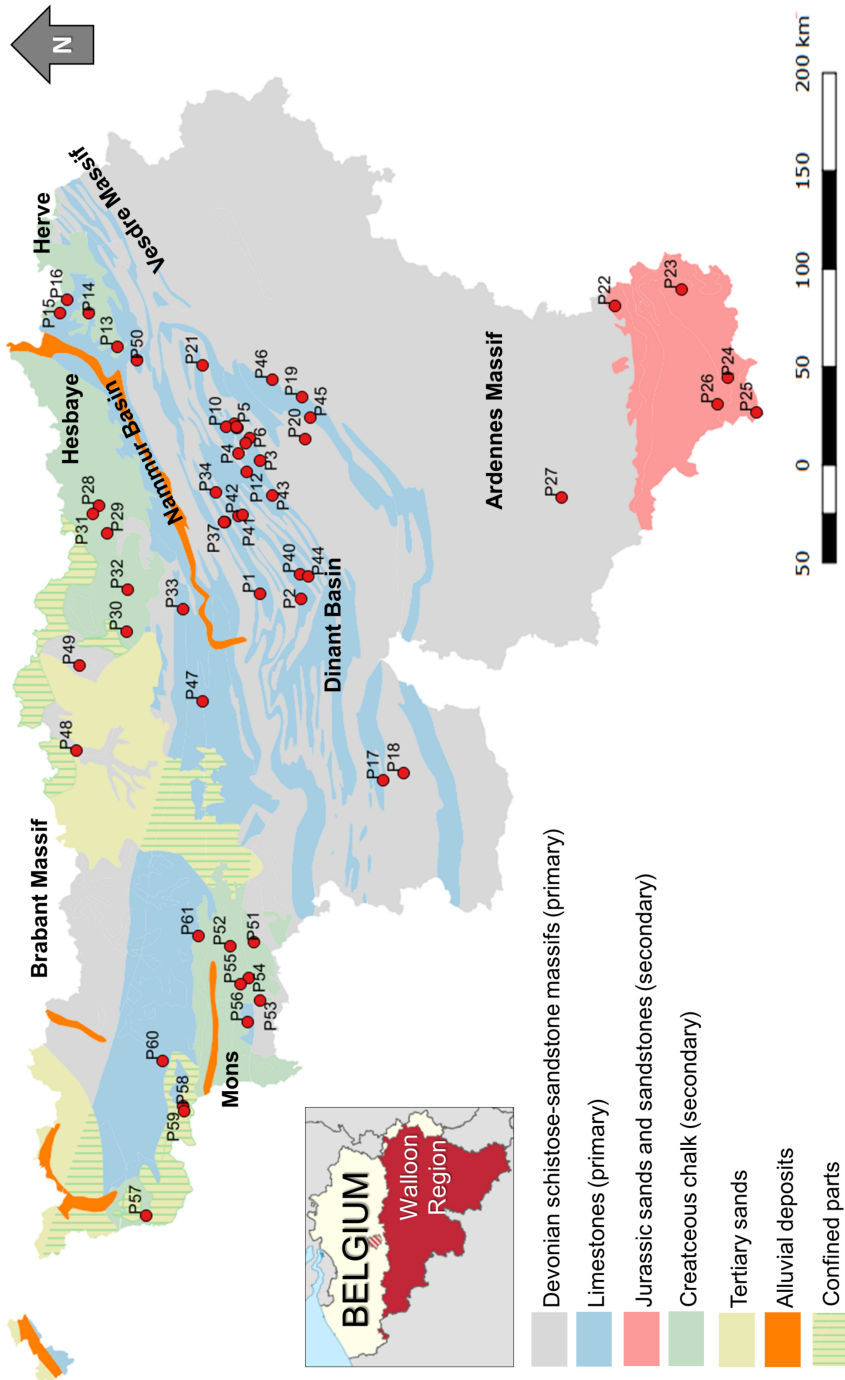 N
Brabant Massif
Hesbaye
Herve
Vesdre Massif
Nammur Basin
Mons
Dinant Basin
Ardennes Massif
P57
P59
P58
P60
P61
P52
P55
P51
P54
P56
P53
P48
P49
P47
P30
P32
P33
P29
P31
P28
P15
P16
P14
P13
P50
P21
P10
P5
P6
P4
P3
P12
P34
P42
P37
P41
P43
P46
P19
P20
P45
P1
P2
P40
P44
P17
P18
P27
P22
P23
P24
P26
P25
BELGIUM
Walloon
Region
Devonian schistose-sandstone massifs (primary)
Limestones (primary)
Jurassic sands and sandstones (secondary)
Creatceous chalk (secondary)
Tertiary sands
Alluvial deposits
Confined parts
50 0 50 100 150 200 km